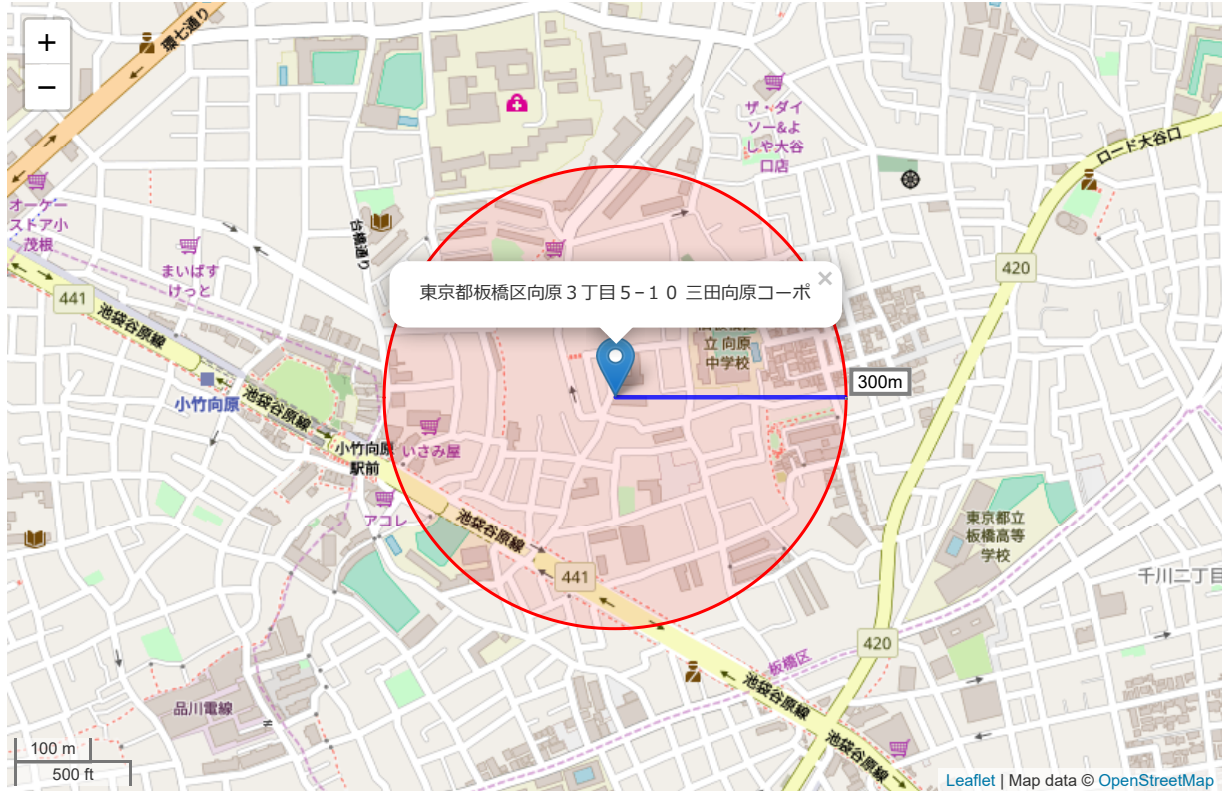 +
−
環七通り
ザ・ダイ
ソー&よ
しや大谷
口店
ロード大谷口
オーケー
ストア小
茂根
台橋通り
まいばす
けっと
東京都板橋区向原３丁目５−１０ 三田向原コーポ
×
420
441
池袋谷原線
立 向原
中学校
300m
小竹向原
池袋谷原線
小竹向原
駅前
いさみ屋
アコレ
池袋谷原線
東京都立
板橋高等
学校
441
千川二丁目
420
板橋区
池袋谷原線
品川電線
池袋谷原線
100 m
500 ft
Leaflet | Map data © OpenStreetMap